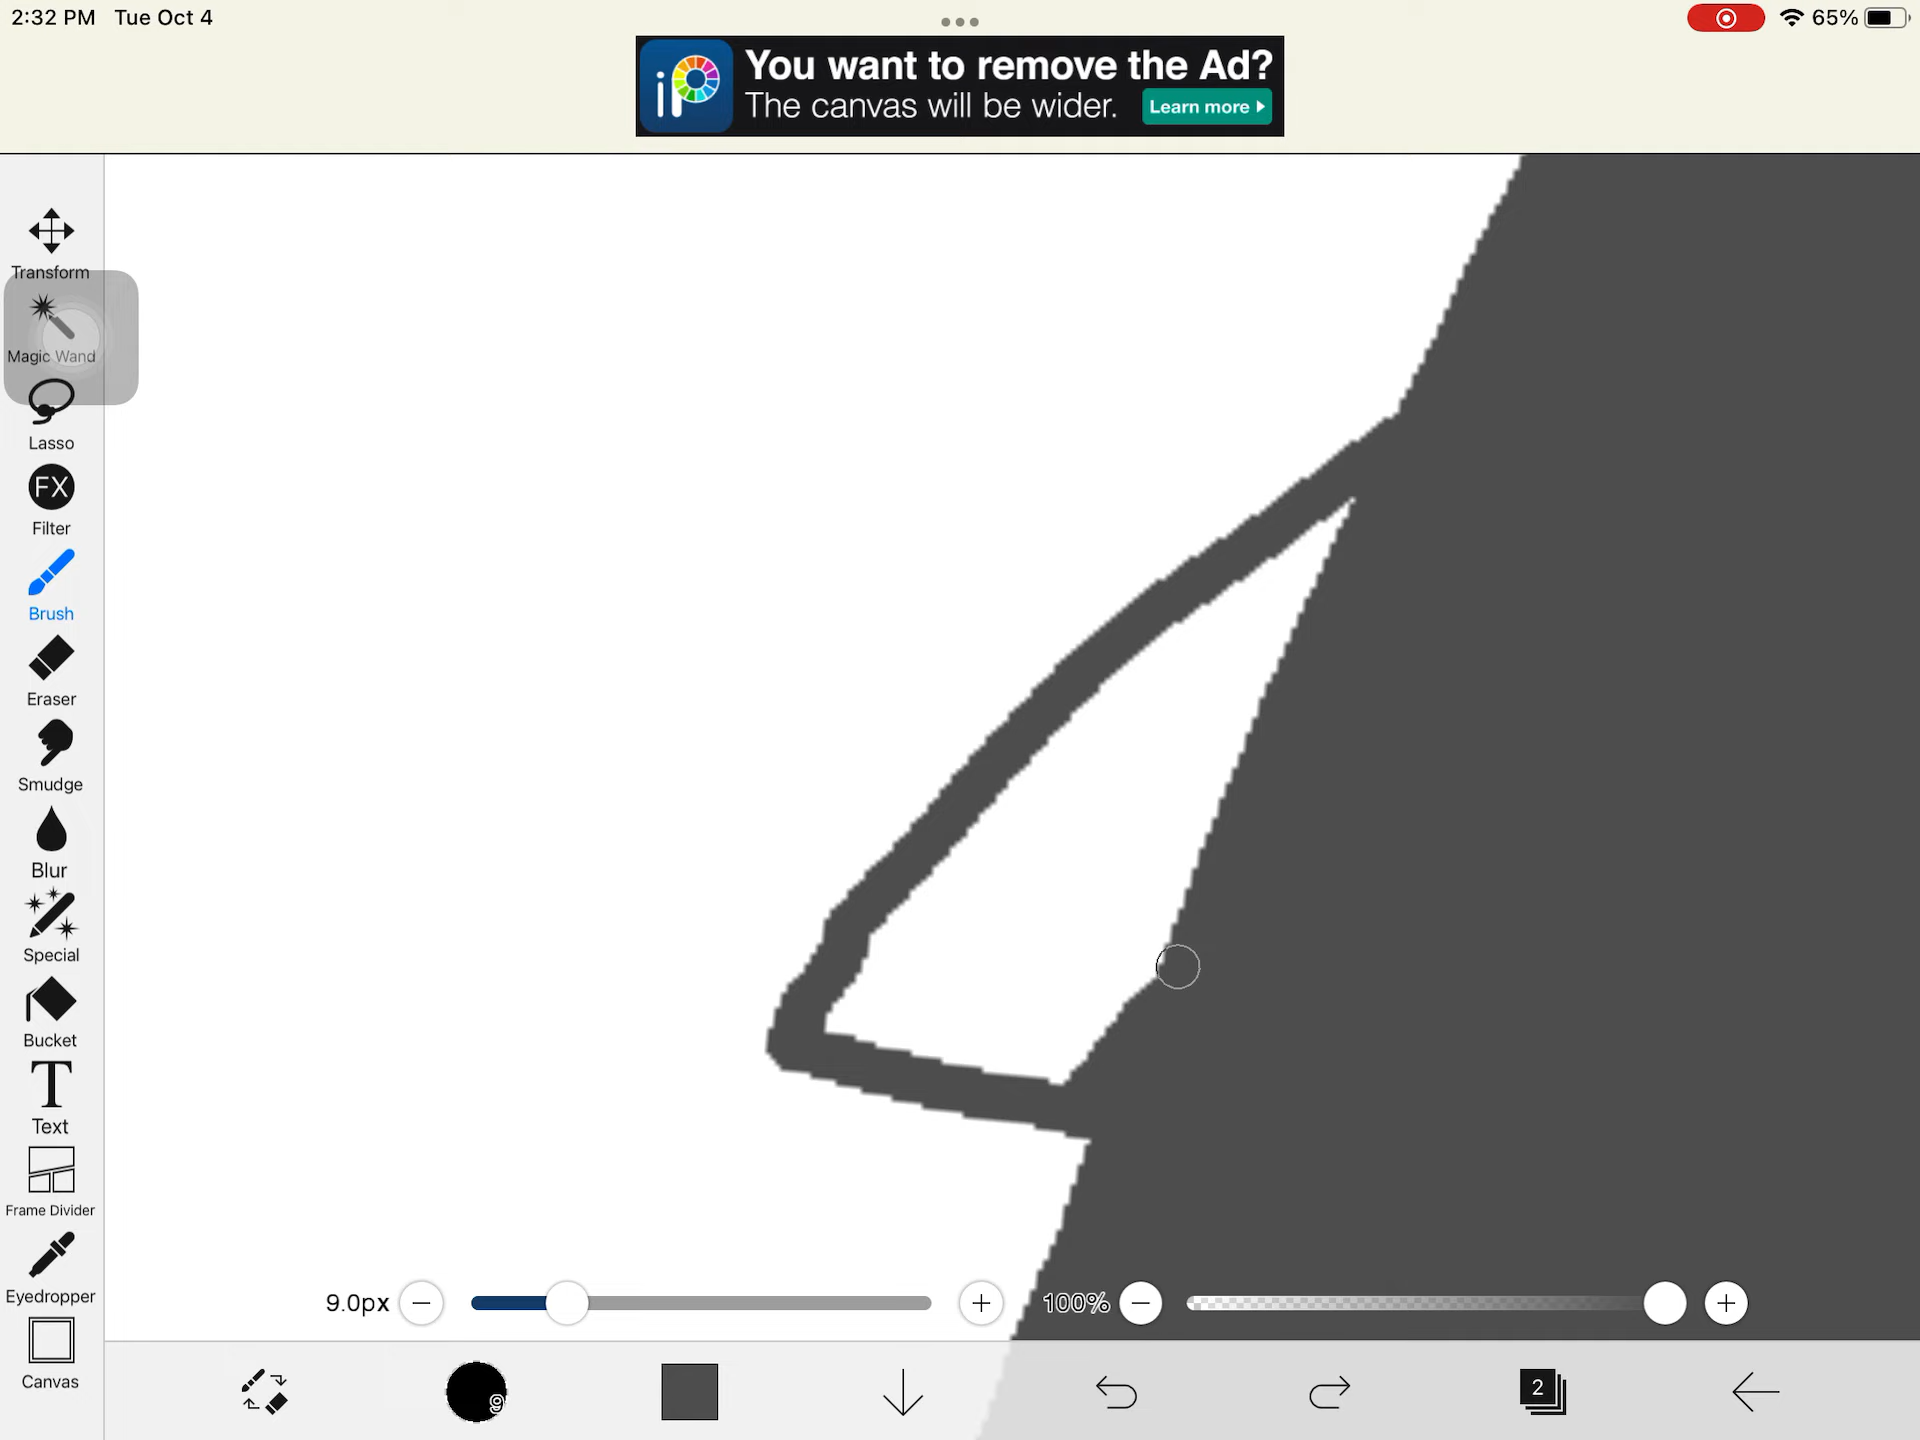 2:32 PM Tue Oct 4
65%
iP
You want to remove the Ad?
The canvas will be wider.
Learn more
Transform
Magic Wand
Lasso
FX
Filter
Brush
Eraser
Smudge
Blur
Special
Bucket
T
Text
Frame Divider
Eyedropper
Canvas
9.0px
100%
9
2